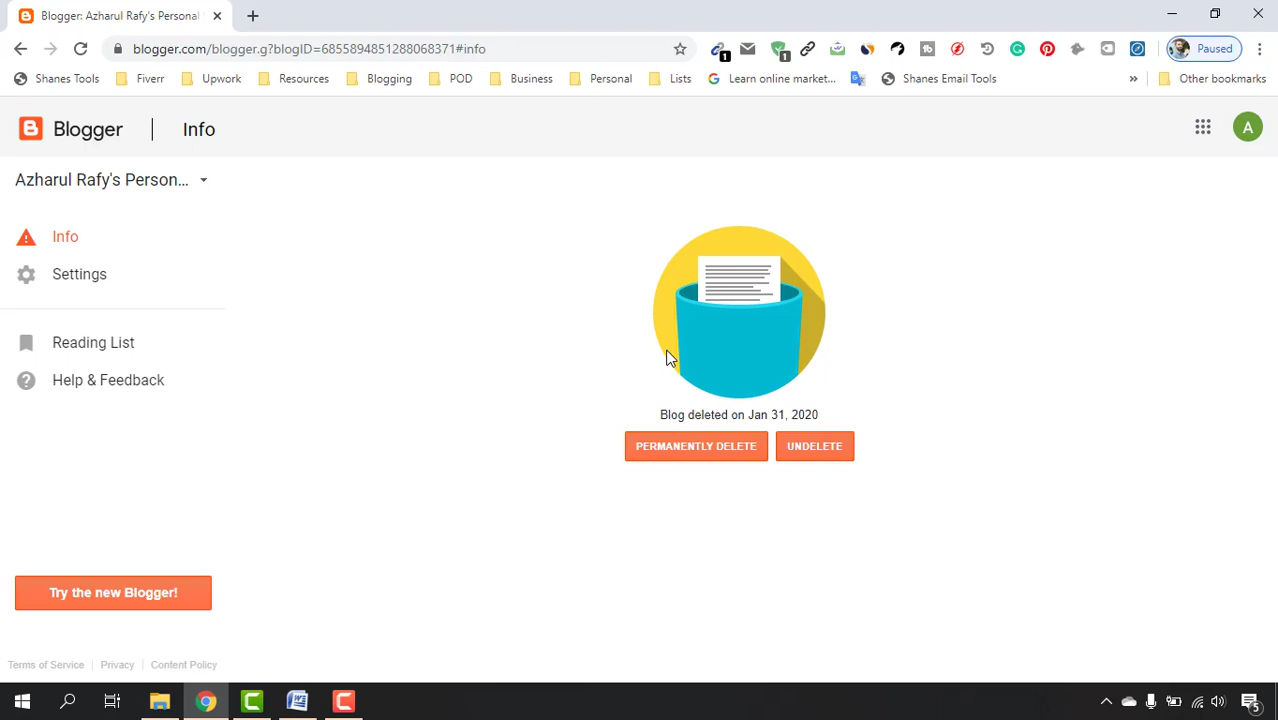 Blogger: Azharul Rafy's Personal
blogger.com/blogger.g?blogID=6855894851288068371#info
1
1
Paused
Shanes Tools
Fiverr
Upwork
Resources
Blogging
POD
Business
Personal
Lists
Learn online market...
Shanes Email Tools
»
Other bookmarks
Blogger
Info
A
Azharul Rafy's Person...
Info
Settings
Reading List
Help & Feedback
Blog deleted on Jan 31, 2020
PERMANENTLY DELETE
UNDELETE
Try the new Blogger!
Terms of Service
Privacy
Content Policy
5